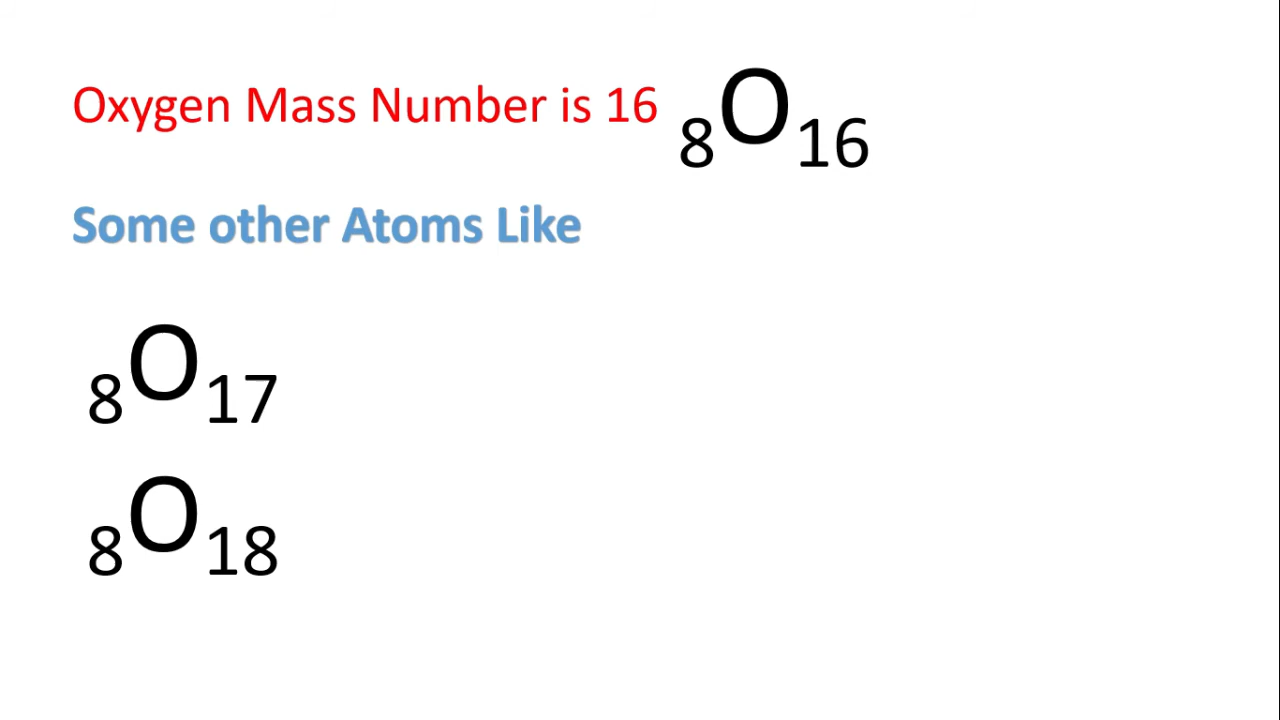 Oxygen Mass Number is 16 ₈O₁₆
Some other Atoms Like
₈O₁₇
₈O₁₈